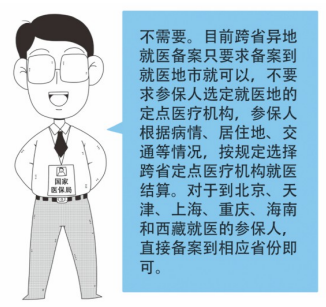 不需要。目前跨省异地
就医备案只要求备案到
就医地市就可以，不要
求参保人选定就医地的
定点医疗机构，参保人
根据病情、居住地、交
通等情况，按规定选择
跨省定点医疗机构就医
结算。对于到北京、天
津、上海、重庆、海南
和西藏就医的参保人，
直接备案到相应省份即
可。
国家
医保局